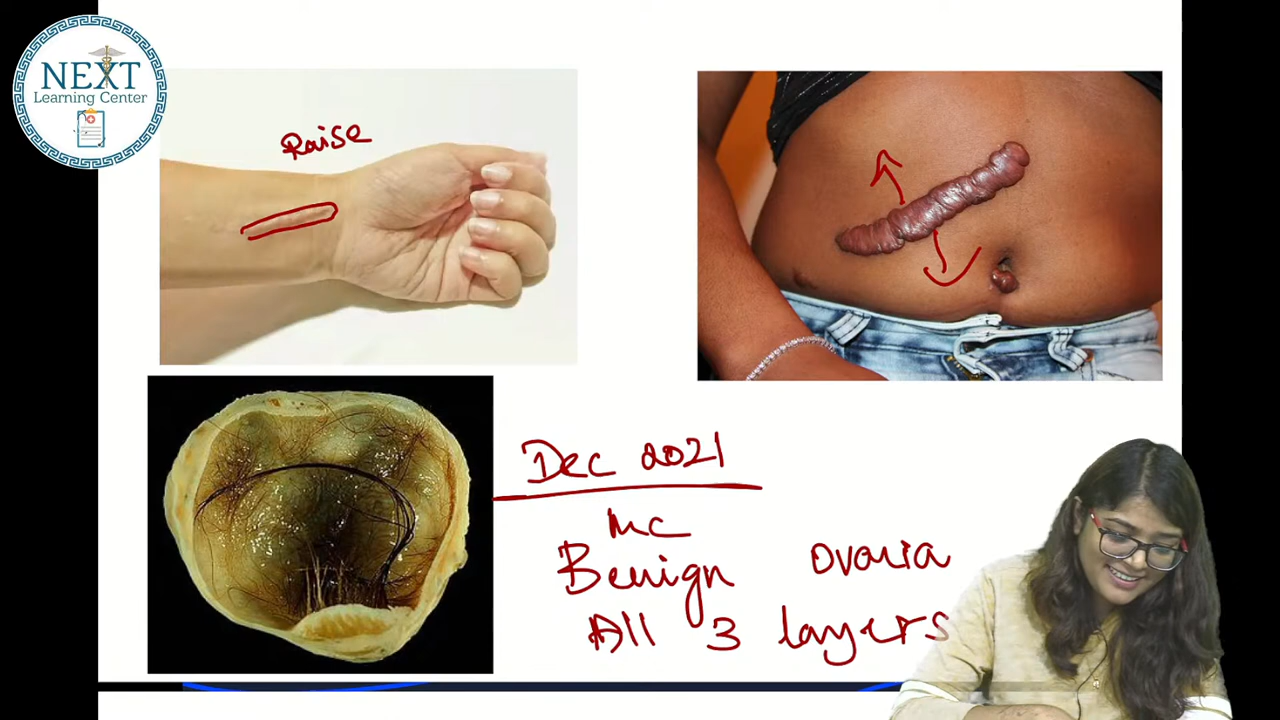 NEXT
Learning Center
Raise
Dec 2021
MC
Benign ovaria
All 3 layers